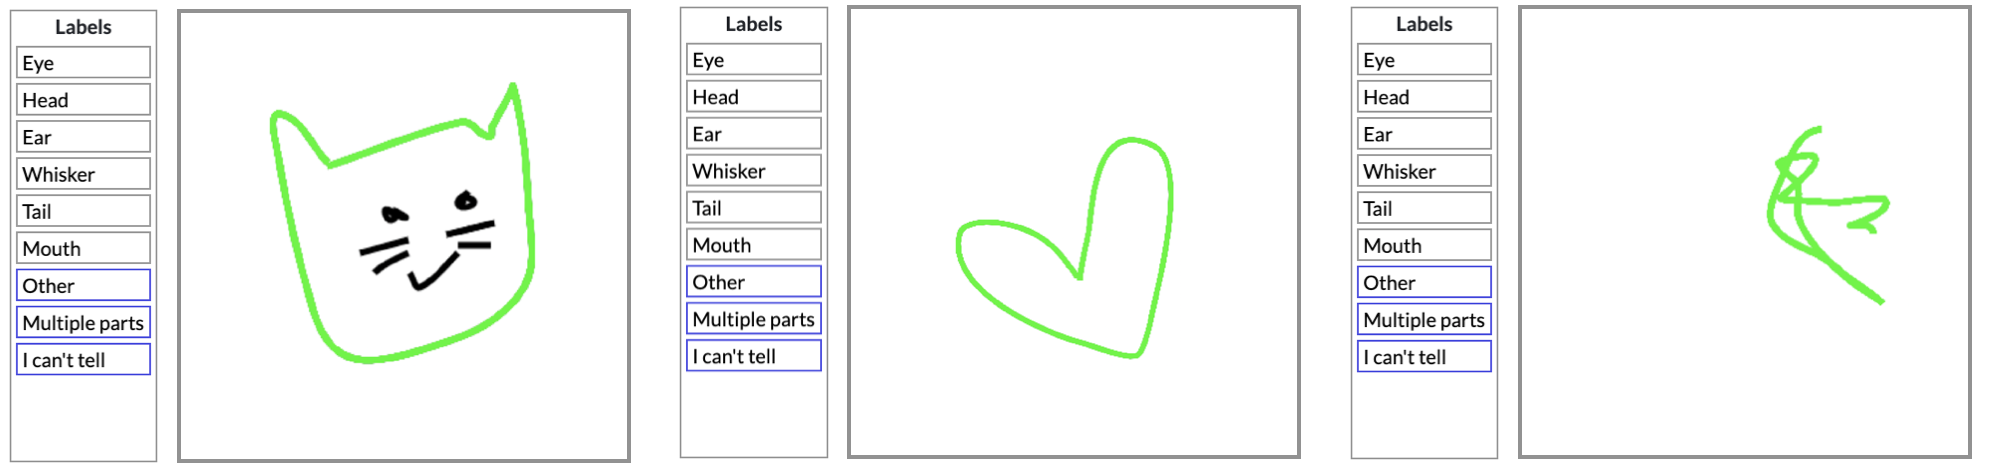 Labels
Eye
Head
Ear
Whisker
Tail
Mouth
Other
Multiple parts
I can't tell
Labels
Eye
Head
Ear
Whisker
Tail
Mouth
Other
Multiple parts
I can't tell
Labels
Eye
Head
Ear
Whisker
Tail
Mouth
Other
Multiple parts
I can't tell